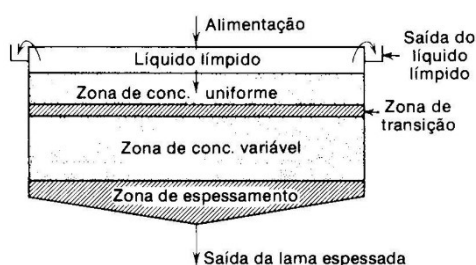 Alimentação
Líquido límpido
Saída do
líquido
límpido
Zona de conc. uniforme
Zona de
transição
Zona de conc. variável
Zona de espessamento
Saída da lama espessada